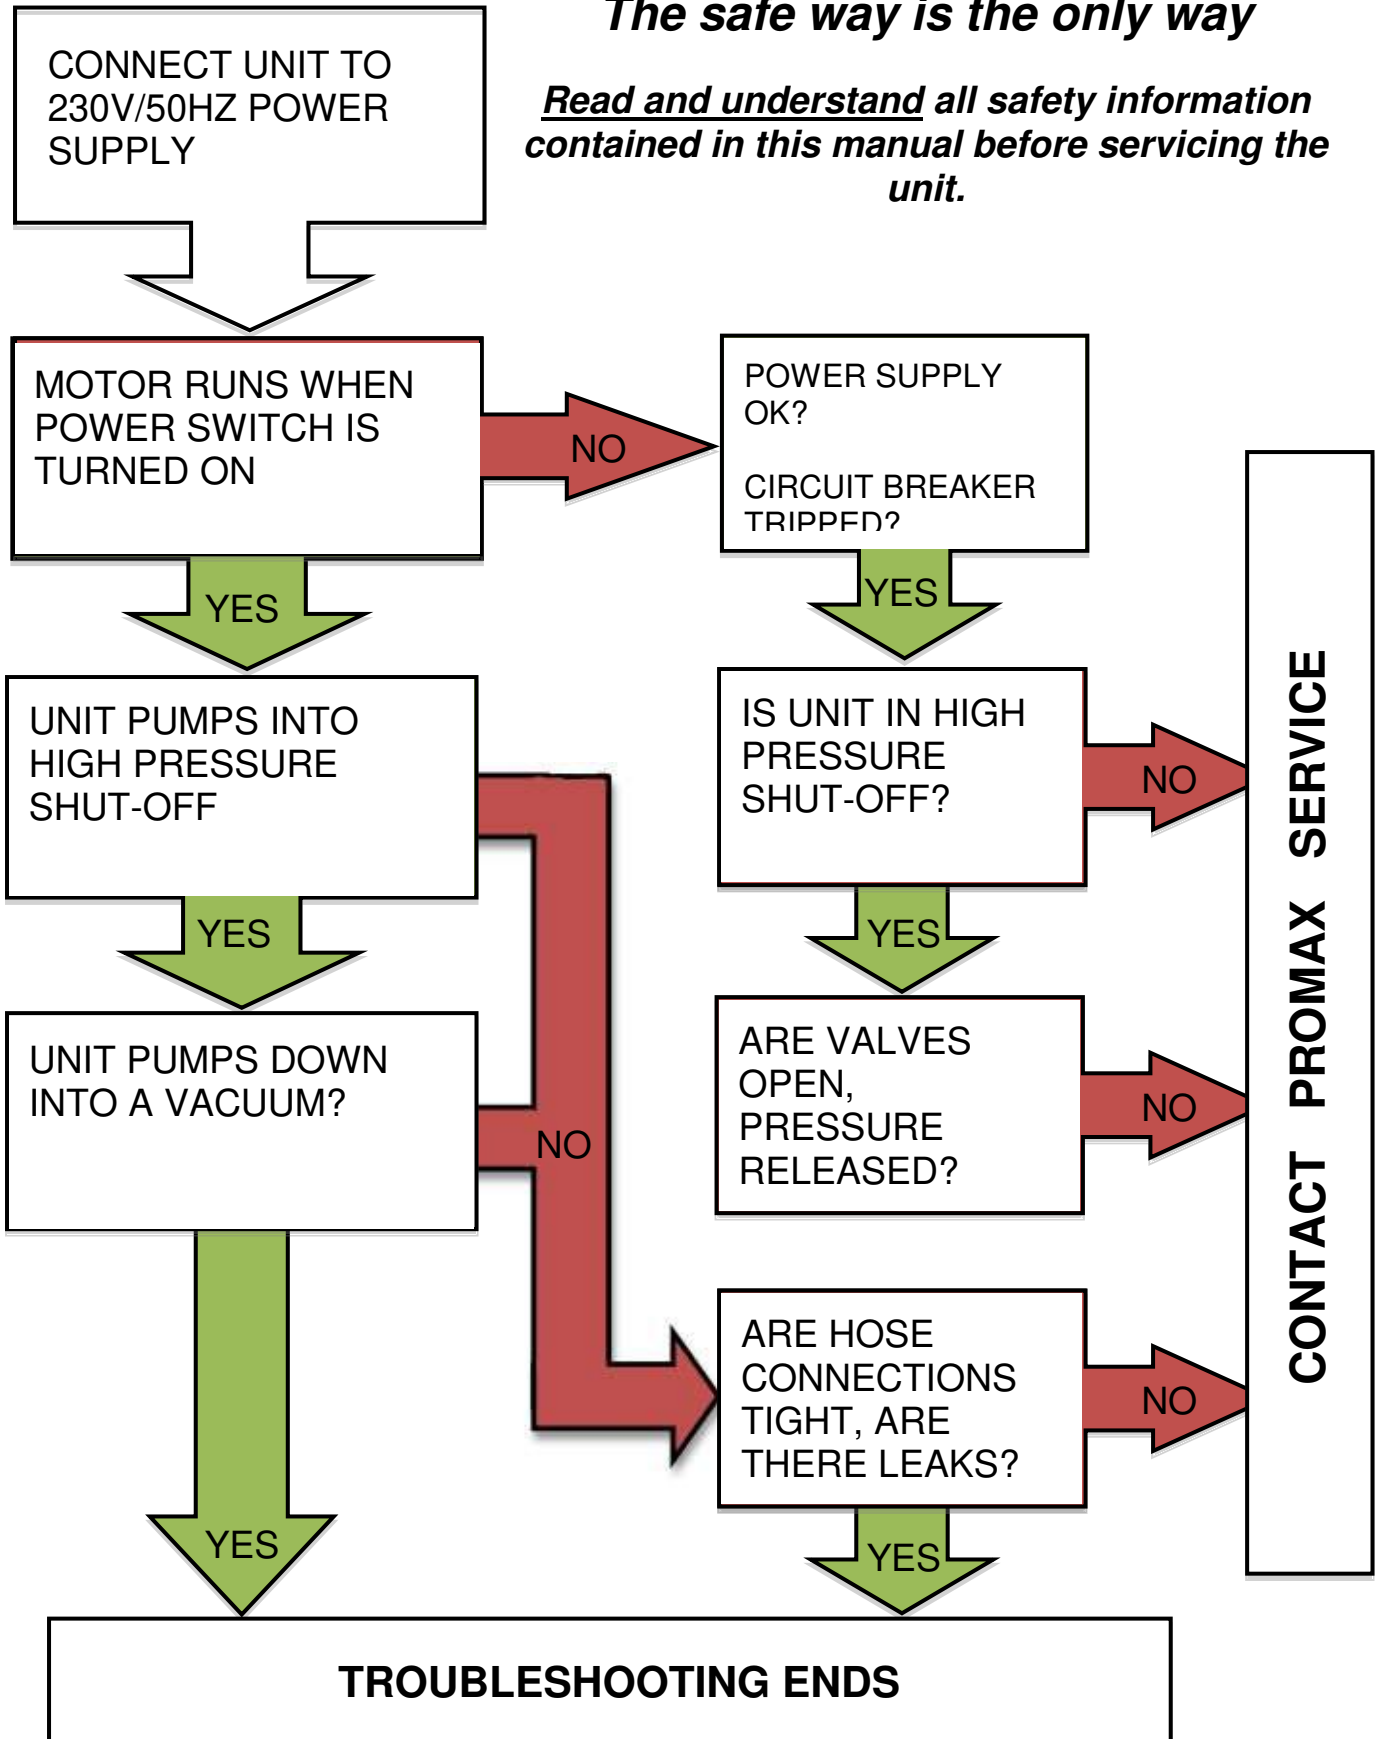 The safe way is the only way
Read and understand all safety information
contained in this manual before servicing the
unit.
CONNECT UNIT TO
230V/50HZ POWER
SUPPLY
MOTOR RUNS WHEN
POWER SWITCH IS
TURNED ON
NO
POWER SUPPLY
OK?
CIRCUIT BREAKER
TRIPPED?
YES
YES
UNIT PUMPS INTO
HIGH PRESSURE
SHUT-OFF
IS UNIT IN HIGH
PRESSURE
SHUT-OFF?
NO
YES
YES
UNIT PUMPS DOWN
INTO A VACUUM?
NO
ARE VALVES
OPEN,
PRESSURE
RELEASED?
NO
ARE HOSE
CONNECTIONS
TIGHT, ARE
THERE LEAKS?
NO
YES
YES
CONTACT PROMAX SERVICE
TROUBLESHOOTING ENDS